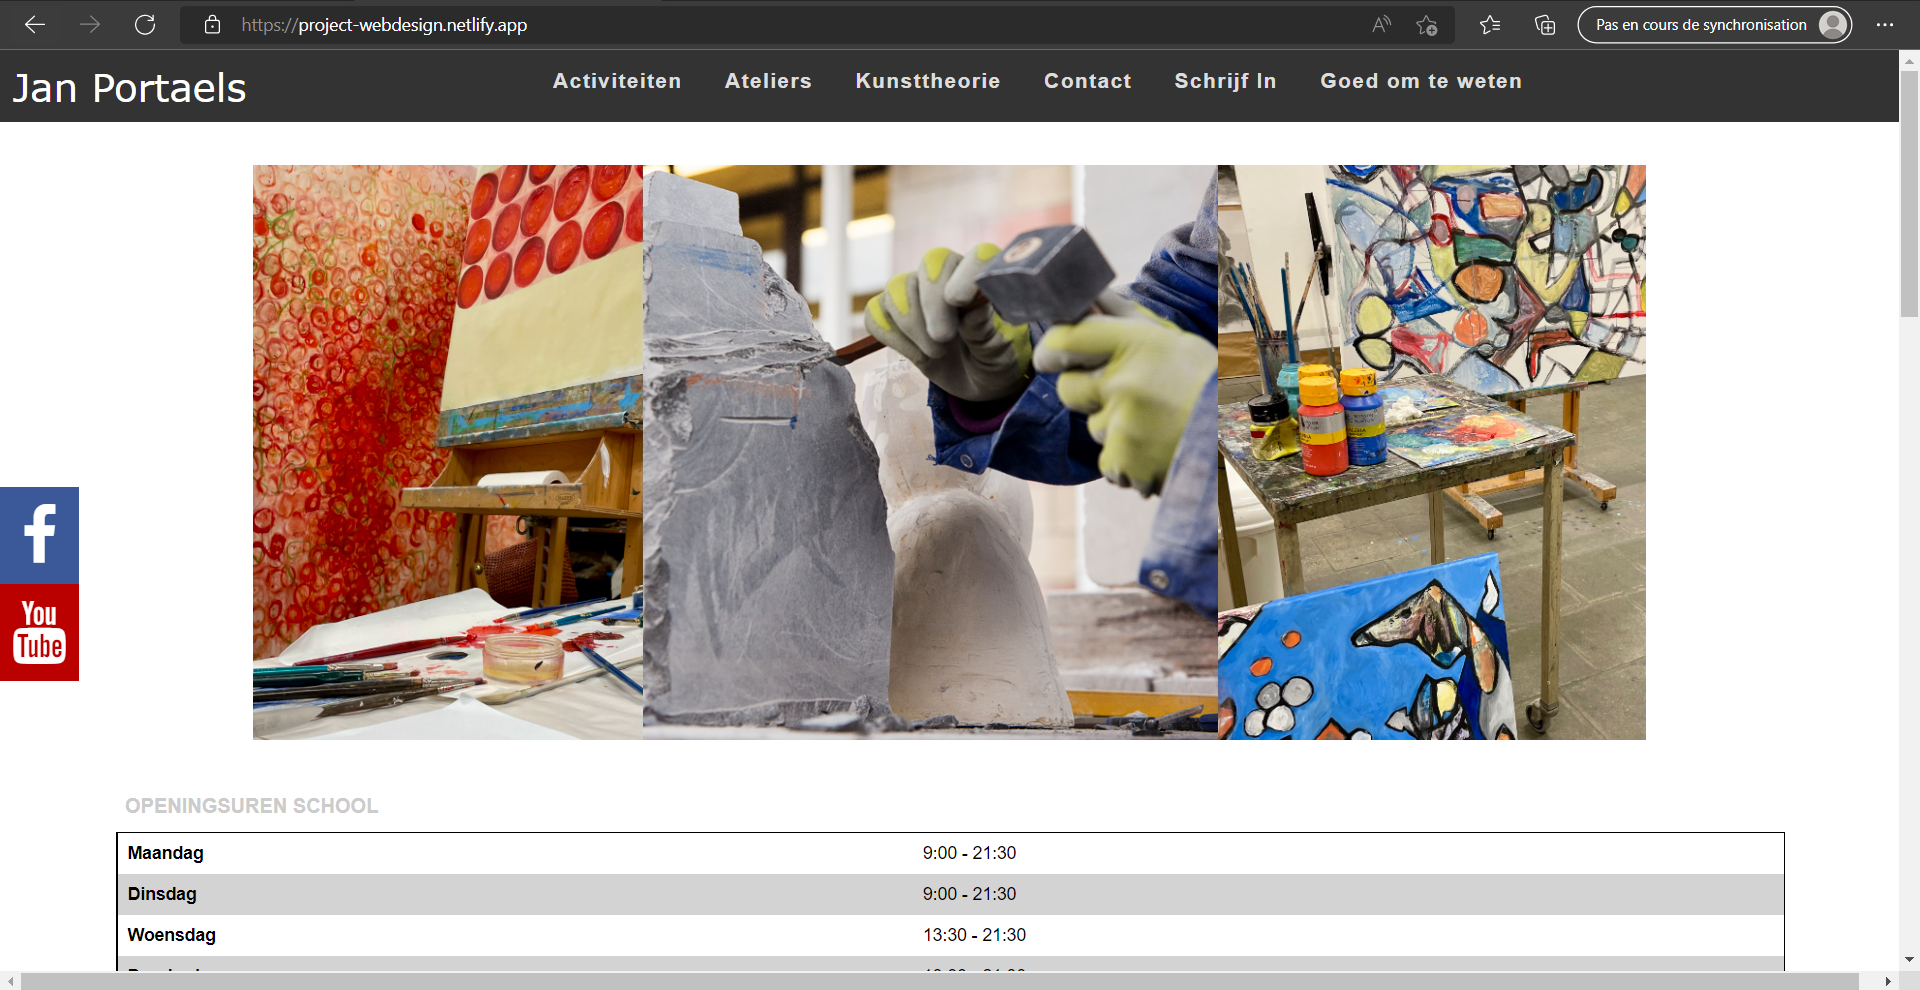 https://project-webdesign.netlify.app
Pas en cours de synchronisation
Jan Portaels
Activiteiten Ateliers Kunsttheorie Contact Schrijf In Goed om te weten
You
Tube
OPENINGSUREN SCHOOL
Maandag 9:00 - 21:30
Dinsdag 9:00 - 21:30
Woensdag 13:30 - 21:30